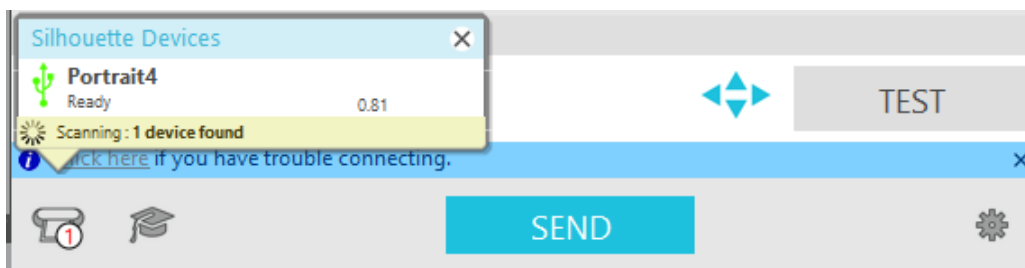 Silhouette Devices
Portrait4
Ready 0.81
Scanning: 1 device found
TEST
here if you have trouble connecting.
SEND
1